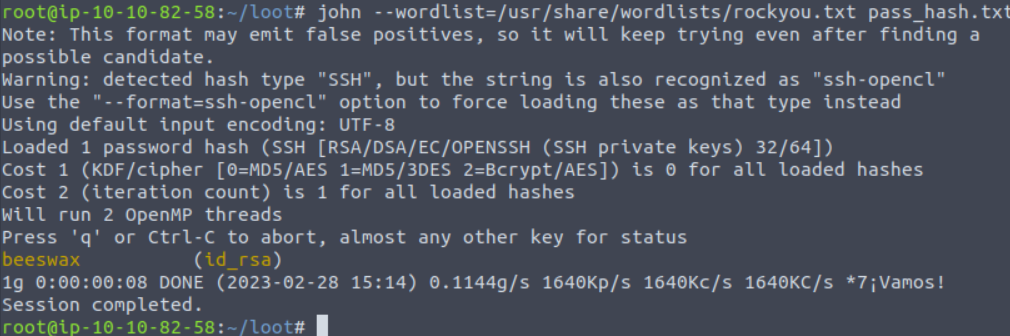 root@ip-10-10-82-58:~/loot# john --wordlist=/usr/share/wordlists/rockyou.txt pass_hash.txt
Note: This format may emit false positives, so it will keep trying even after finding a
possible candidate.
Warning: detected hash type "SSH", but the string is also recognized as "ssh-opencl"
Use the "--format=ssh-opencl" option to force loading these as that type instead
Using default input encoding: UTF-8
Loaded 1 password hash (SSH [RSA/DSA/EC/OPENSSH (SSH private keys) 32/64])
Cost 1 (KDF/cipher [0=MD5/AES 1=MD5/3DES 2=Bcrypt/AES]) is 0 for all loaded hashes
Cost 2 (iteration count) is 1 for all loaded hashes
Will run 2 OpenMP threads
Press 'q' or Ctrl-C to abort, almost any other key for status
beeswax          (id_rsa)
1g 0:00:00:08 DONE (2023-02-28 15:14) 0.1144g/s 1640Kp/s 1640Kc/s 1640KC/s *7¡Vamos!
Session completed.
root@ip-10-10-82-58:~/loot#